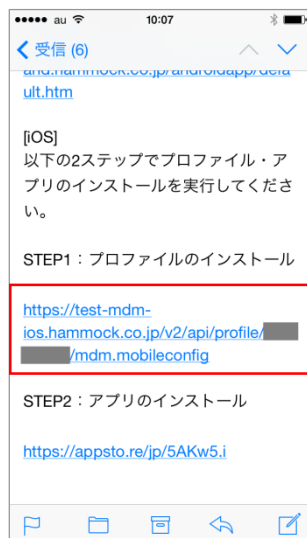 au 10:07
受信 (6)
and.hammock.co.jp/androidapp/defa
ult.htm
[iOS]
以下の2ステップでプロファイル・ア
プリのインストールを実行してくださ
い。
STEP1：プロファイルのインストール
https://test-mdm-
ios.hammock.co.jp/v2/api/profile/
/mdm.mobileconfig
STEP2：アプリのインストール
https://appsto.re/jp/5AKw5.i